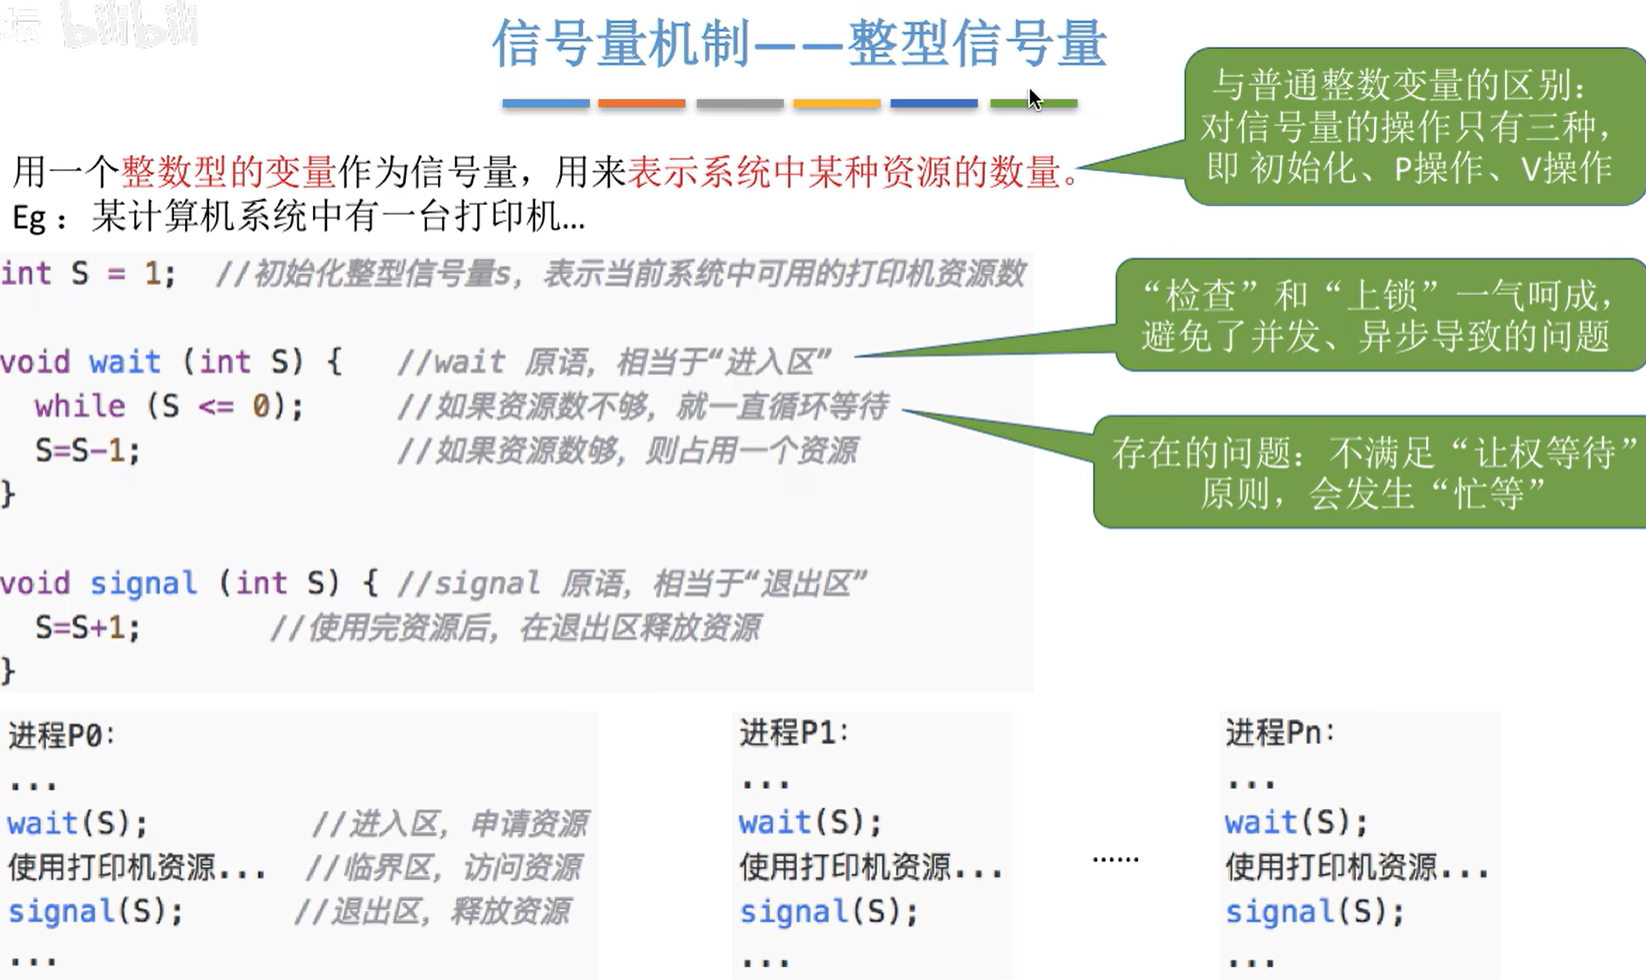 坛 bilibili
信号量机制——整型信号量
与普通整数变量的区别：
对信号量的操作只有三种，
即 初始化、P操作、V操作
用一个整数型的变量作为信号量，用来表示系统中某种资源的数量。
Eg：某计算机系统中有一台打印机...
int S = 1;  //初始化整型信号量s，表示当前系统中可用的打印机资源数
“检查”和“上锁”一气呵成，
避免了并发、异步导致的问题
void wait (int S) {   //wait 原语，相当于“进入区”
while (S <= 0);   //如果资源数不够，就一直循环等待
S=S-1;   //如果资源数够，则占用一个资源
}
存在的问题：不满足“让权等待”
原则，会发生“忙等”
void signal (int S) { //signal 原语，相当于“退出区”
S=S+1;   //使用完资源后，在退出区释放资源
}
进程P0：
...
wait(S);   //进入区，申请资源
使用打印机资源...   //临界区，访问资源
signal(S);   //退出区，释放资源
...
进程P1：
...
wait(S);
使用打印机资源...
signal(S);
...
......
进程Pn：
...
wait(S);
使用打印机资源...
signal(S);
...